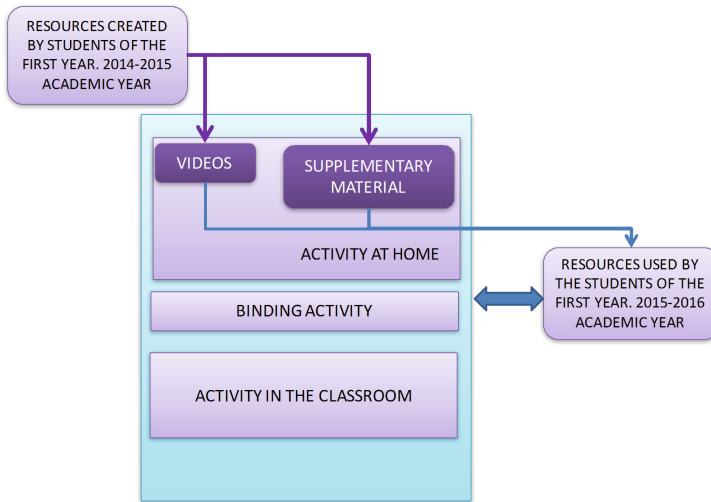 RESOURCES CREATED
BY STUDENTS OF THE
FIRST YEAR. 2014-2015
ACADEMIC YEAR
VIDEOS
SUPPLEMENTARY
MATERIAL
ACTIVITY AT HOME
RESOURCES USED BY
THE STUDENTS OF THE
FIRST YEAR. 2015-2016
ACADEMIC YEAR
BINDING ACTIVITY
ACTIVITY IN THE CLASSROOM